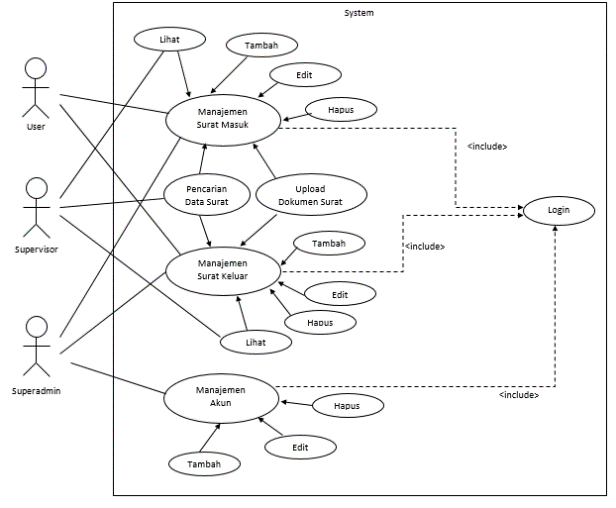 System
Lihat
Tambah
Edit
Hapus
Manajemen
Surat Masuk
User
<include>
Pencarian
Data Surat
Upload
Dokumen Surat
Login
Supervisor
Tambah
<include>
Manajemen
Surat Keluar
Edit
Hapus
Lihat
Superadmin
Manajemen
Akun
<include>
Hapus
Edit
Tambah